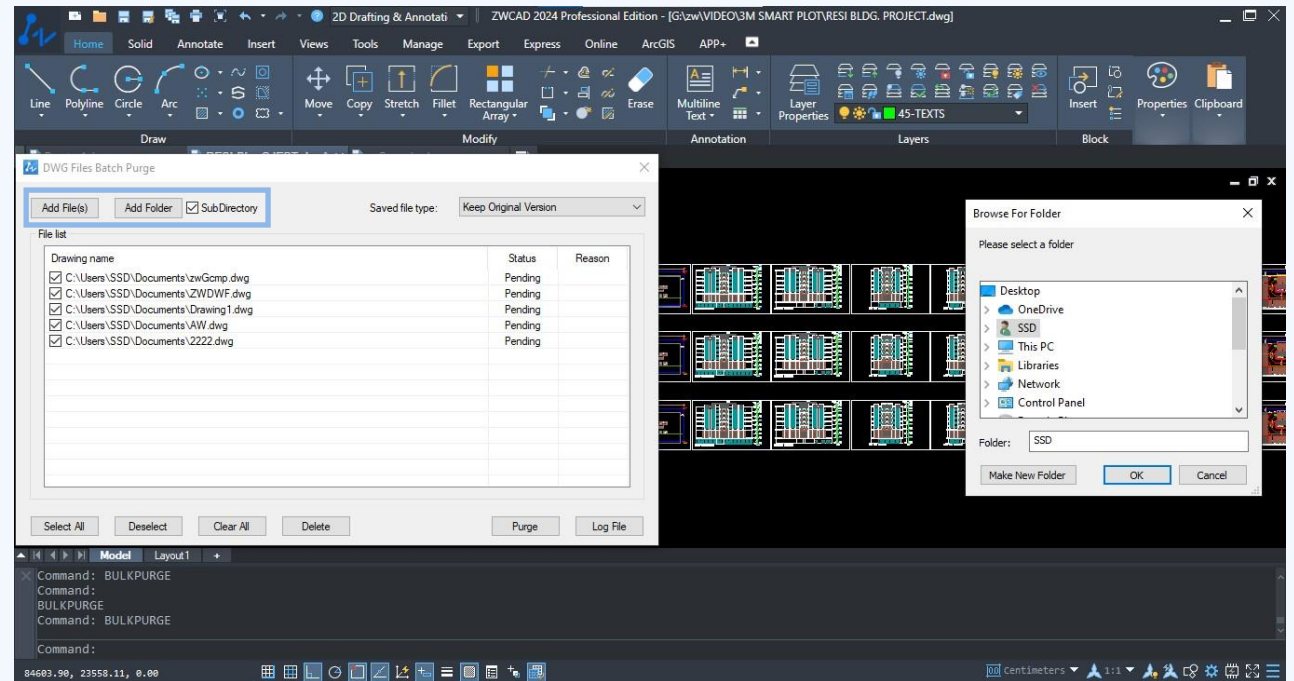 2D Drafting & Annotati
ZWCAD 2024 Professional Edition - [G:\zw\VIDEO\3M SMART PLOT\RESI BLDG. PROJECT.dwg]
Home Solid Annotate Insert Views Tools Manage Export Express Online ArcGIS APP+
Line Polyline Circle Arc Move Copy Stretch Fillet Rectangular Array Erase Multiline Text Layer Properties 45-TEXTS Insert Properties Clipboard
Draw Modify Annotation Layers Block
DWG Files Batch Purge
Add File(s) Add Folder SubDirectory Saved file type: Keep Original Version
File list
Drawing name Status Reason
C:\Users\SSD\Documents\zwGcmp.dwg Pending
C:\Users\SSD\Documents\ZWDWF.dwg Pending
C:\Users\SSD\Documents\Drawing1.dwg Pending
C:\Users\SSD\Documents\AW.dwg Pending
C:\Users\SSD\Documents\2222.dwg Pending
Select All Deselect Clear All Delete Purge Log File
Browse For Folder
Please select a folder
Desktop
OneDrive
SSD
This PC
Libraries
Network
Control Panel
Folder: SSD
Make New Folder OK Cancel
Model Layout1 +
Command: BULKPURGE
Command:
BULKPURGE
Command: BULKPURGE
Command:
84603.90, 23558.11, 0.00 Centimeters 1:1